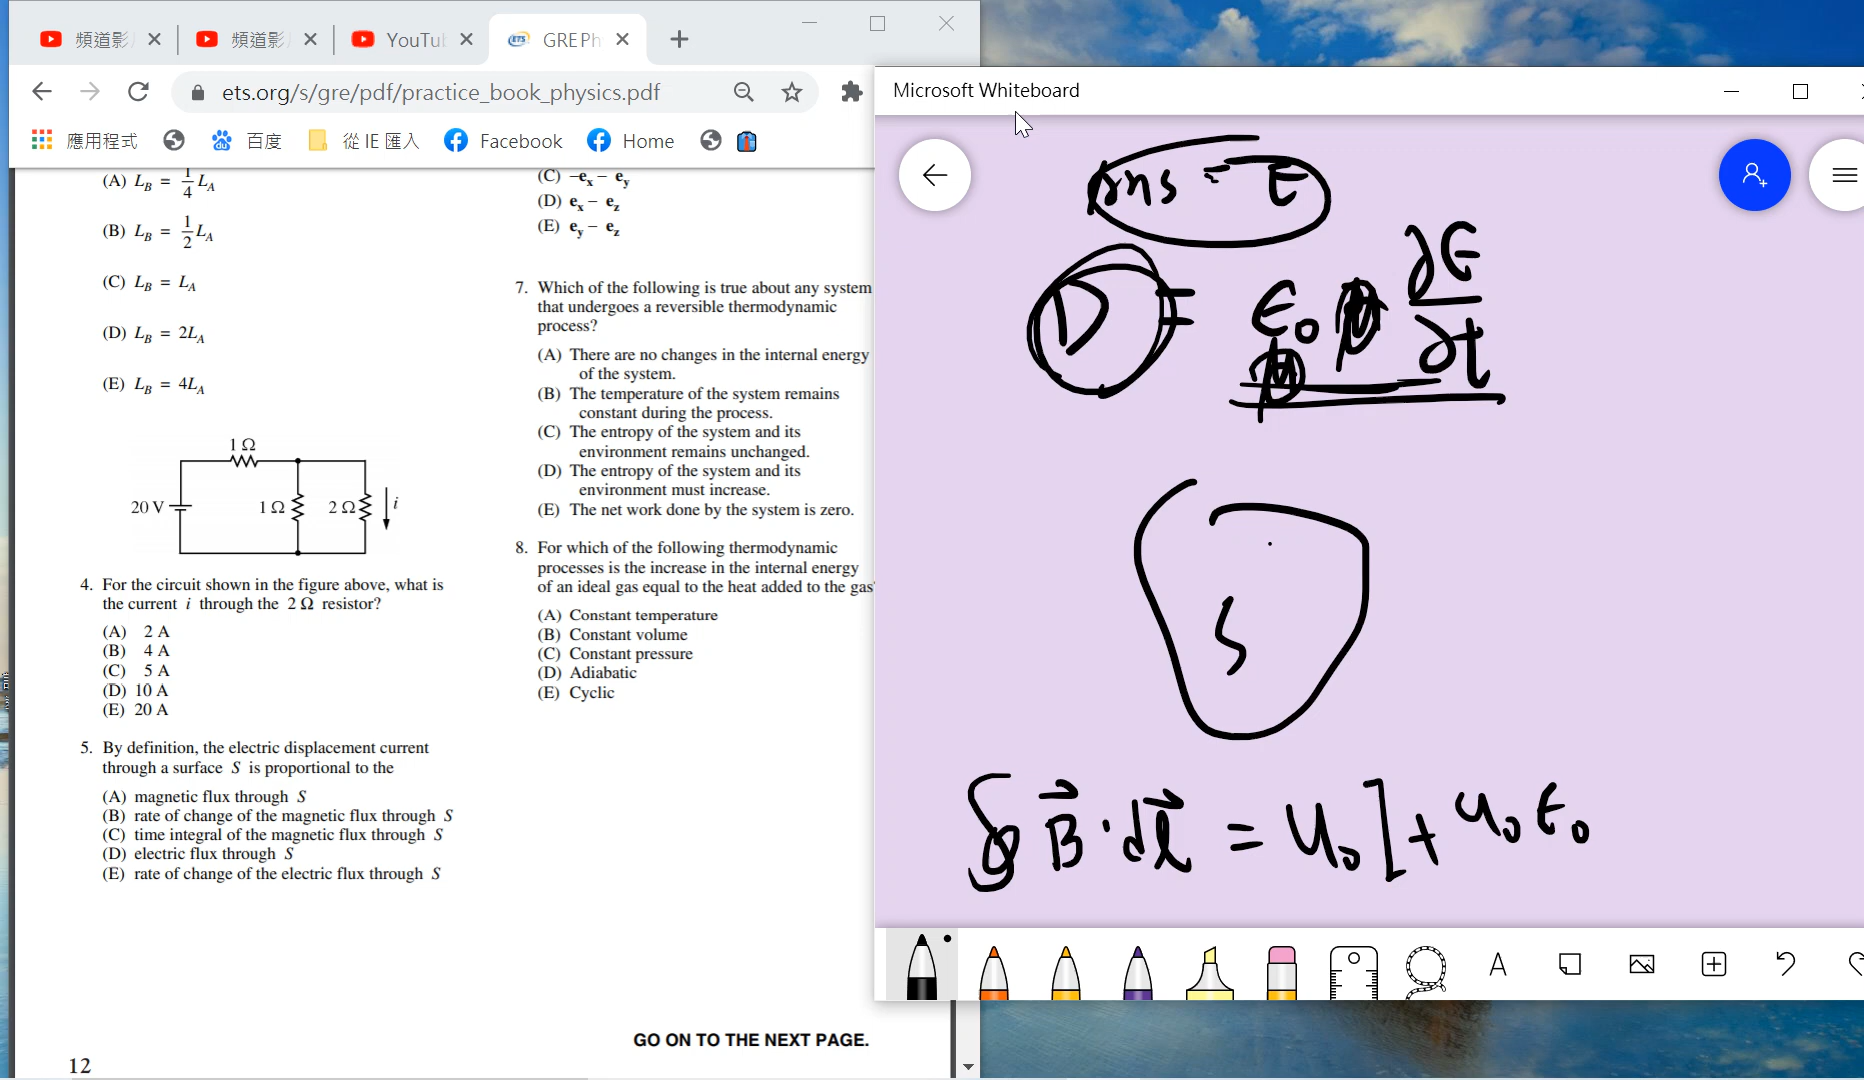 頻道影
頻道影
YouTu
GRE Ph
ets.org/s/gre/pdf/practice_book_physics.pdf
應用程式
百度
從 IE 匯入
Facebook
Home
(A) L_B = 1/4 L_A
(B) L_B = 1/2 L_A
(C) L_B = L_A
(D) L_B = 2L_A
(E) L_B = 4L_A
1 Ω
20 V
1 Ω
2 Ω
i
4. For the circuit shown in the figure above, what is
the current i through the 2 Ω resistor?
(A) 2 A
(B) 4 A
(C) 5 A
(D) 10 A
(E) 20 A
5. By definition, the electric displacement current
through a surface S is proportional to the
(A) magnetic flux through S
(B) rate of change of the magnetic flux through S
(C) time integral of the magnetic flux through S
(D) electric flux through S
(E) rate of change of the electric flux through S
(C) −e_x − e_y
(D) e_x − e_z
(E) e_y − e_z
7. Which of the following is true about any system
that undergoes a reversible thermodynamic
process?
(A) There are no changes in the internal energy
of the system.
(B) The temperature of the system remains
constant during the process.
(C) The entropy of the system and its
environment remains unchanged.
(D) The entropy of the system and its
environment must increase.
(E) The net work done by the system is zero.
8. For which of the following thermodynamic
processes is the increase in the internal energy
of an ideal gas equal to the heat added to the gas
(A) Constant temperature
(B) Constant volume
(C) Constant pressure
(D) Adiabatic
(E) Cyclic
GO ON TO THE NEXT PAGE.
12
Microsoft Whiteboard
ans = E
D = ϵ₀ ∂E/∂t
S
∮ B⃗ · dl⃗ = u₀ I + u₀ ϵ₀